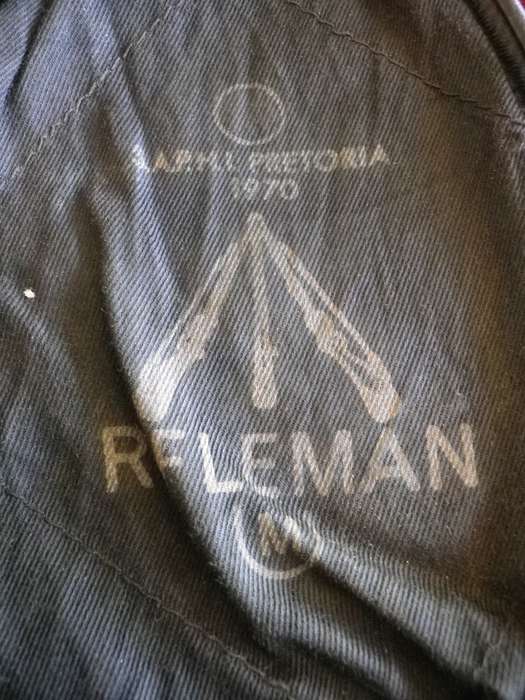 PRETORIA
1970
RFLEMAN
M